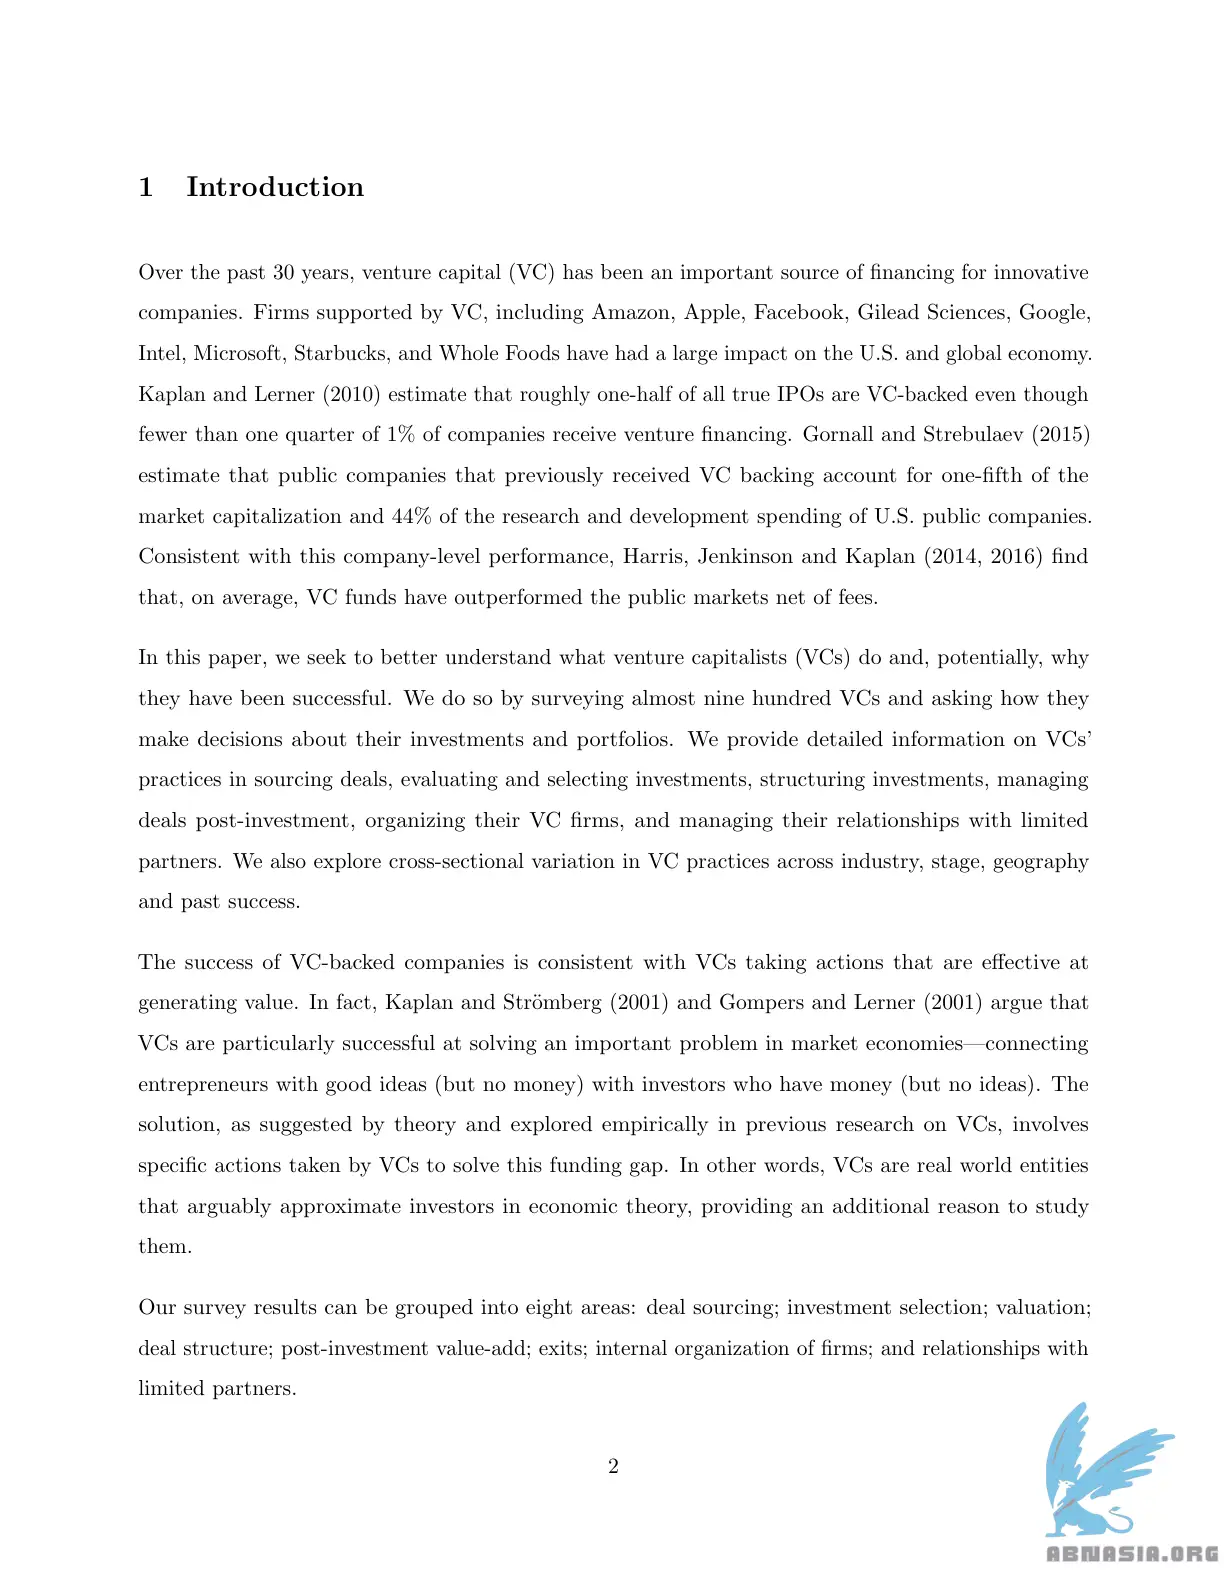 1 Introduction
Over the past 30 years, venture capital (VC) has been an important source of financing for innovative
companies. Firms supported by VC, including Amazon, Apple, Facebook, Gilead Sciences, Google,
Intel, Microsoft, Starbucks, and Whole Foods have had a large impact on the U.S. and global economy.
Kaplan and Lerner (2010) estimate that roughly one-half of all true IPOs are VC-backed even though
fewer than one quarter of 1% of companies receive venture financing. Gornall and Strebulaev (2015)
estimate that public companies that previously received VC backing account for one-fifth of the
market capitalization and 44% of the research and development spending of U.S. public companies.
Consistent with this company-level performance, Harris, Jenkinson and Kaplan (2014, 2016) find
that, on average, VC funds have outperformed the public markets net of fees.
In this paper, we seek to better understand what venture capitalists (VCs) do and, potentially, why
they have been successful. We do so by surveying almost nine hundred VCs and asking how they
make decisions about their investments and portfolios. We provide detailed information on VCs'
practices in sourcing deals, evaluating and selecting investments, structuring investments, managing
deals post-investment, organizing their VC firms, and managing their relationships with limited
partners. We also explore cross-sectional variation in VC practices across industry, stage, geography
and past success.
The success of VC-backed companies is consistent with VCs taking actions that are effective at
generating value. In fact, Kaplan and Strömberg (2001) and Gompers and Lerner (2001) argue that
VCs are particularly successful at solving an important problem in market economies—connecting
entrepreneurs with good ideas (but no money) with investors who have money (but no ideas). The
solution, as suggested by theory and explored empirically in previous research on VCs, involves
specific actions taken by VCs to solve this funding gap. In other words, VCs are real world entities
that arguably approximate investors in economic theory, providing an additional reason to study
them.
Our survey results can be grouped into eight areas: deal sourcing; investment selection; valuation;
deal structure; post-investment value-add; exits; internal organization of firms; and relationships with
limited partners.
2
ABNASIA.ORG